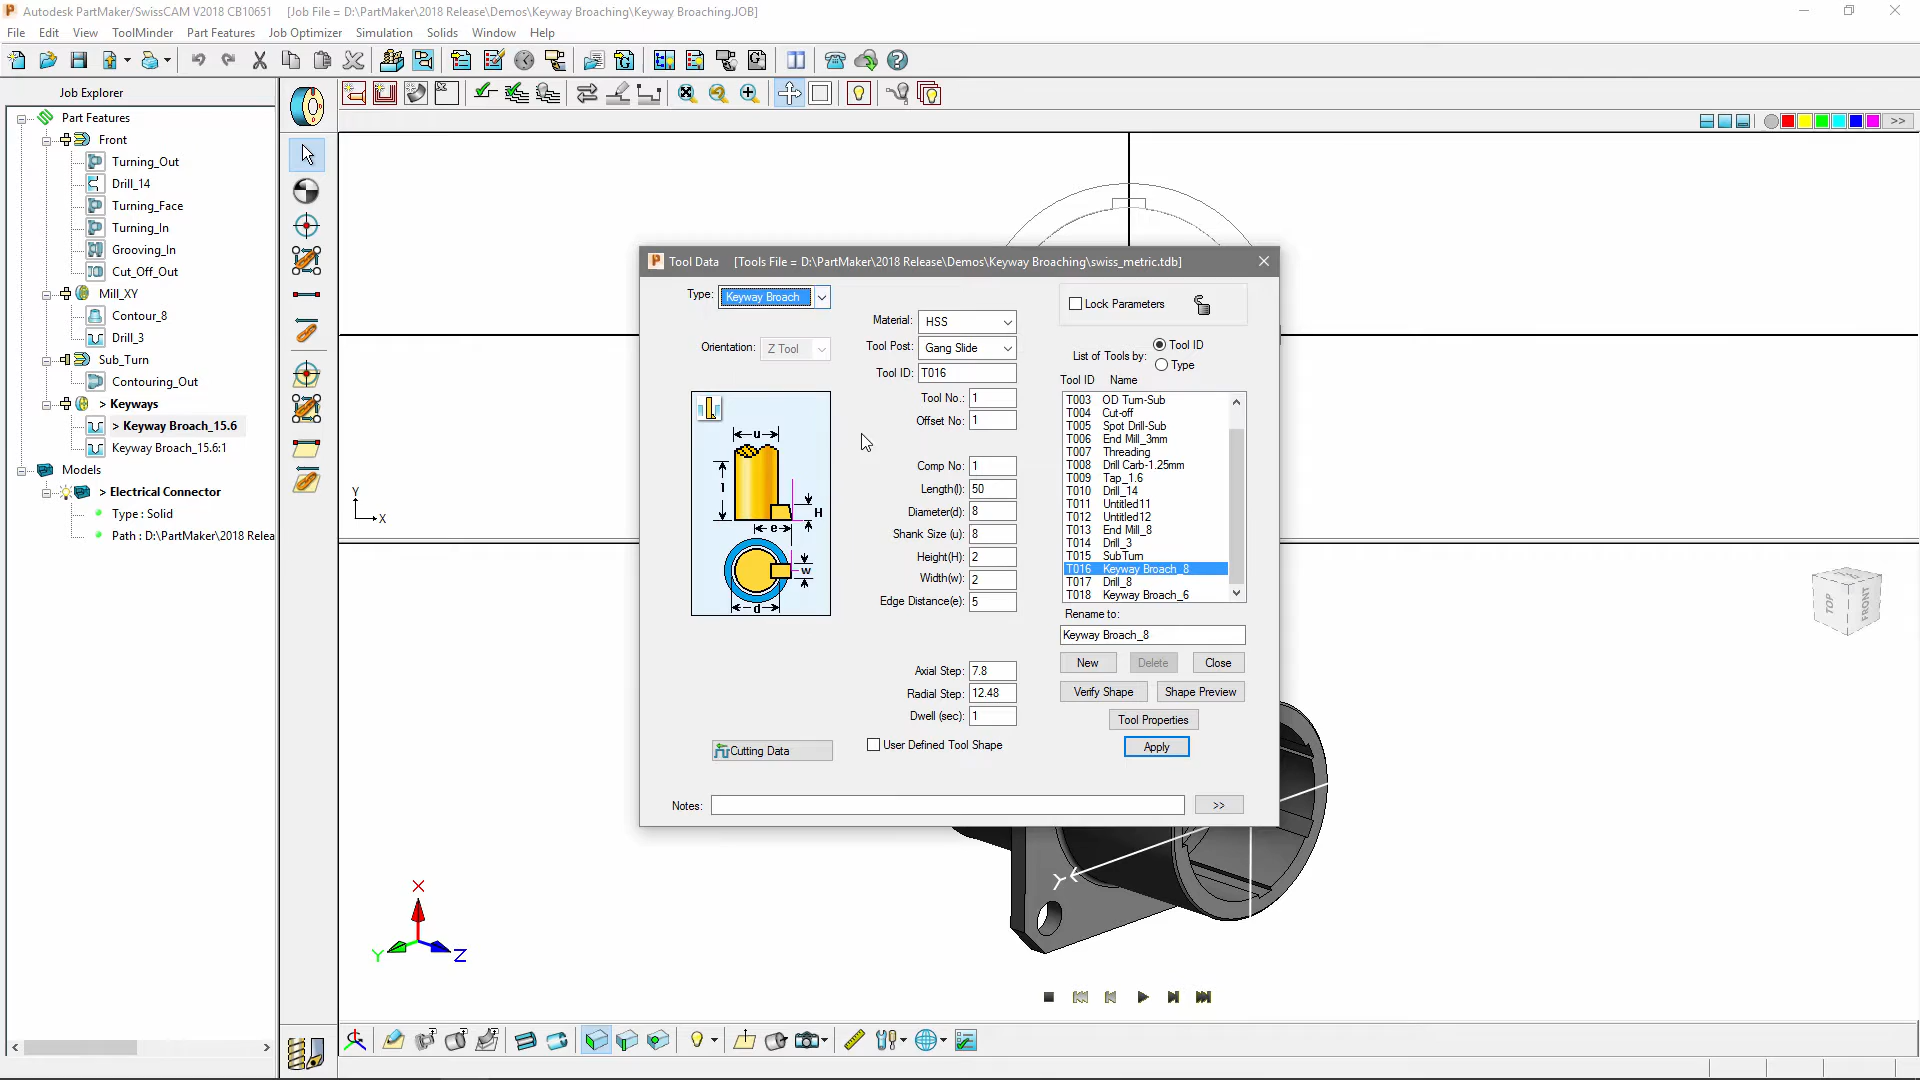 Autodesk PartMaker/SwissCAM V2018 CB10651 [Job File = D:\PartMaker\2018 Release\Demos\Keyway Broaching\Keyway Broaching.JOB]
File Edit View ToolMinder Part Features Job Optimizer Simulation Solids Window Help
Job Explorer
Part Features
Front
Turning_Out
Drill_14
Turning_Face
Turning_In
Grooving_In
Cut_Off_Out
Mill_XY
Contour_8
Drill_3
Sub_Turn
Contouring_Out
> Keyways
> Keyway Broach_15.6
Keyway Broach_15.6:1
Models
> Electrical Connector
Type : Solid
Path : D:\PartMaker\2018 Relea
>>
Tool Data [Tools File = D:\PartMaker\2018 Release\Demos\Keyway Broaching\swiss_metric.tdb]
Type: Keyway Broach
Orientation: Z Tool
u
l
H
e
w
d
Cutting Data
Material: HSS
Tool Post: Gang Slide
Tool ID: T016
Tool No.: 1
Offset No: 1
Comp No: 1
Length(l): 50
Diameter(d): 8
Shank Size (u): 8
Height(H): 2
Width(w): 2
Edge Distance(e): 5
Axial Step: 7.8
Radial Step: 12.48
Dwell (sec): 1
User Defined Tool Shape
Lock Parameters
List of Tools by: Tool ID
Type
Tool ID Name
T003 OD Turn-Sub
T004 Cut-off
T005 Spot Drill-Sub
T006 End Mill_3mm
T007 Threading
T008 Drill Carb-1.25mm
T009 Tap_1.6
T010 Drill_14
T011 Untitled11
T012 Untitled12
T013 End Mill_8
T014 Drill_3
T015 SubTurn
T016 Keyway Broach_8
T017 Drill_8
T018 Keyway Broach_6
Rename to:
Keyway Broach_8
New Delete Close
Verify Shape Shape Preview
Tool Properties
Apply
Notes: >>
Y
X
TOP FRONT
Y
X
Y Z